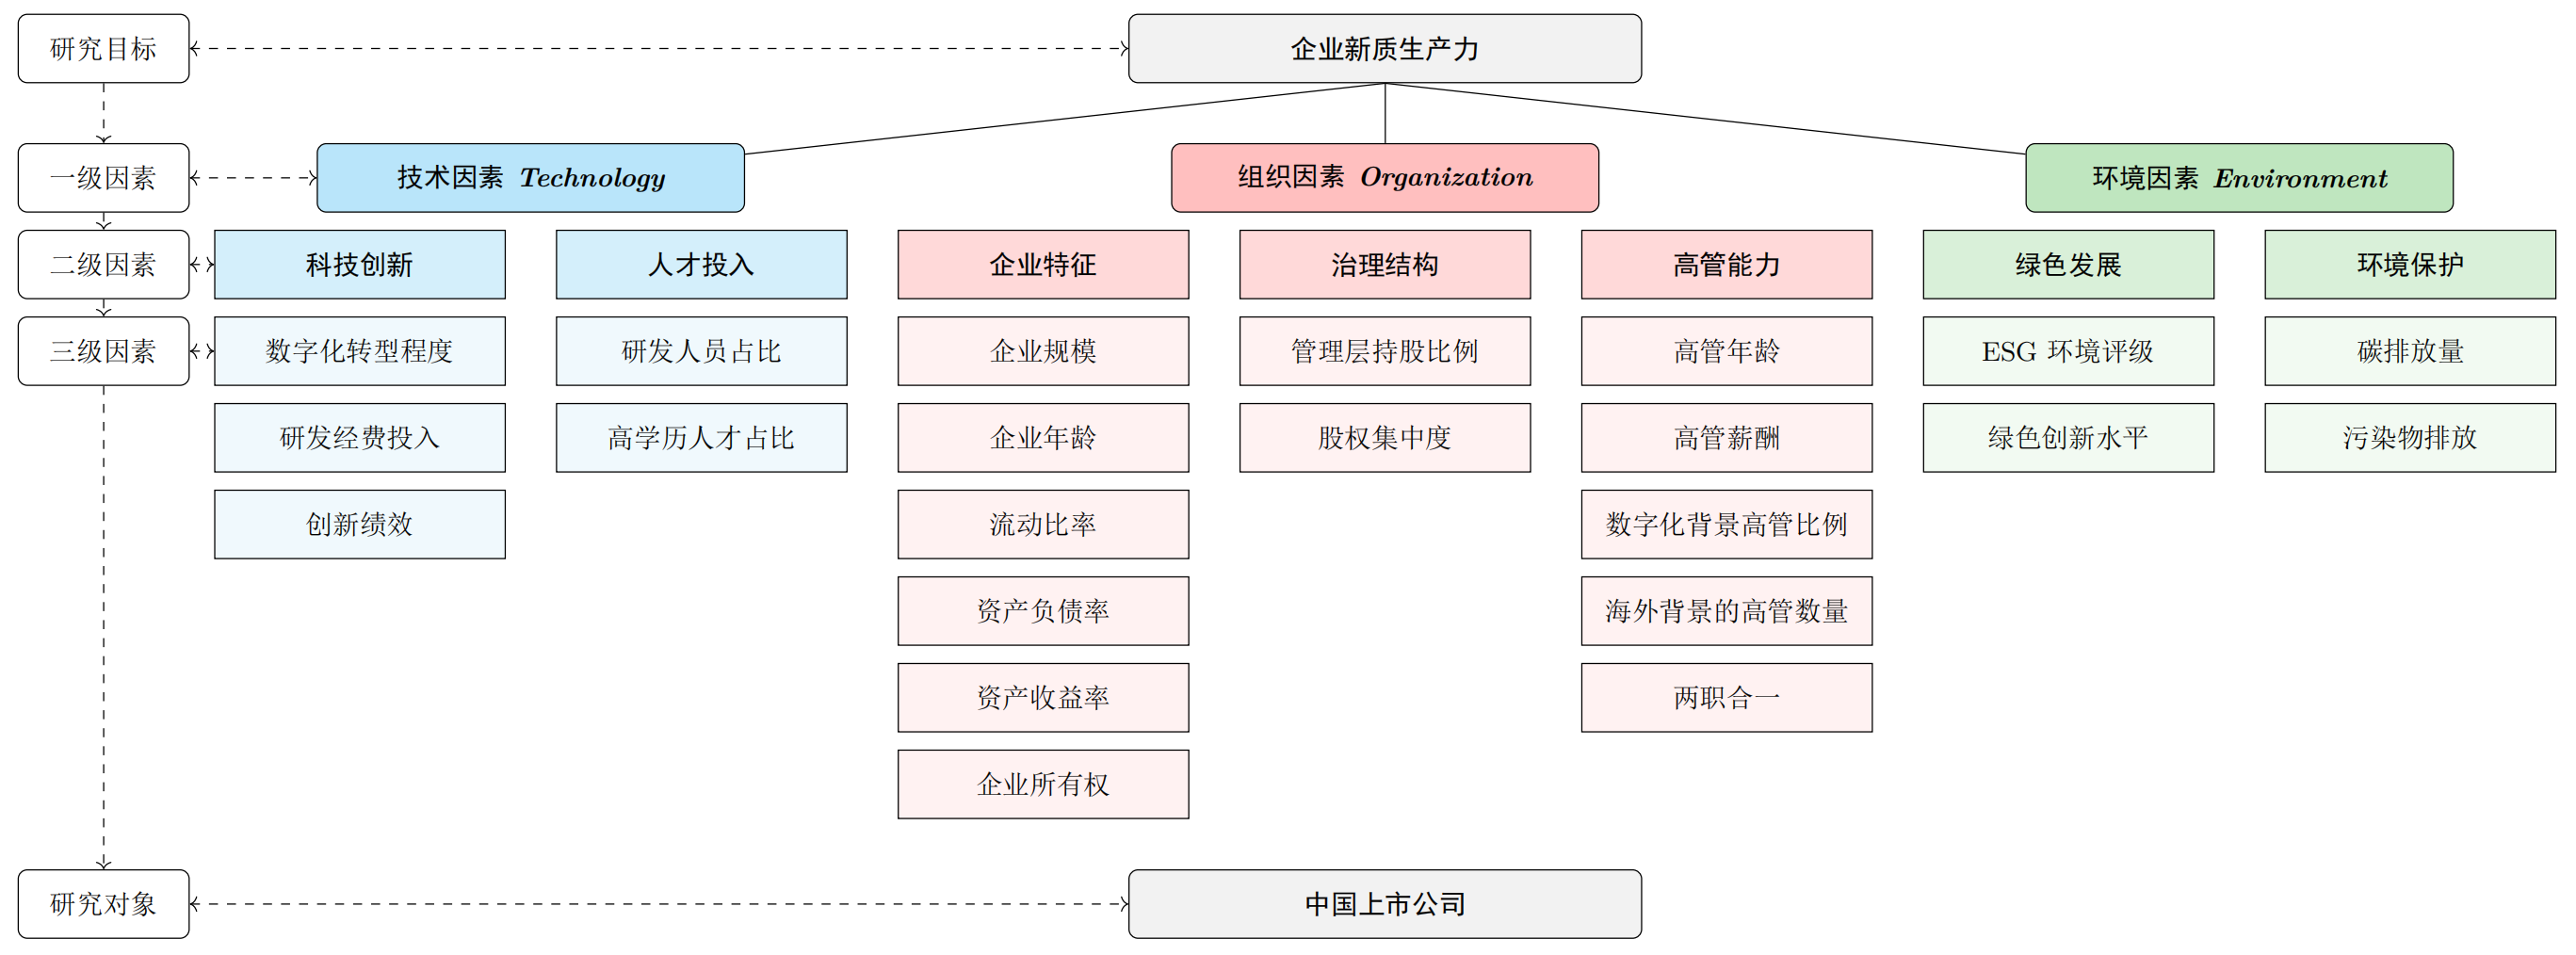 研究目标
企业新质生产力
一级因素
技术因素 Technology
组织因素 Organization
环境因素 Environment
二级因素
科技创新
人才投入
企业特征
治理结构
高管能力
绿色发展
环境保护
三级因素
数字化转型程度
研发人员占比
企业规模
管理层持股比例
高管年龄
ESG 环境评级
碳排放量
研发经费投入
高学历人才占比
企业年龄
股权集中度
高管薪酬
绿色创新水平
污染物排放
创新绩效
流动比率
数字化背景高管比例
资产负债率
海外背景的高管数量
资产收益率
两职合一
企业所有权
研究对象
中国上市公司